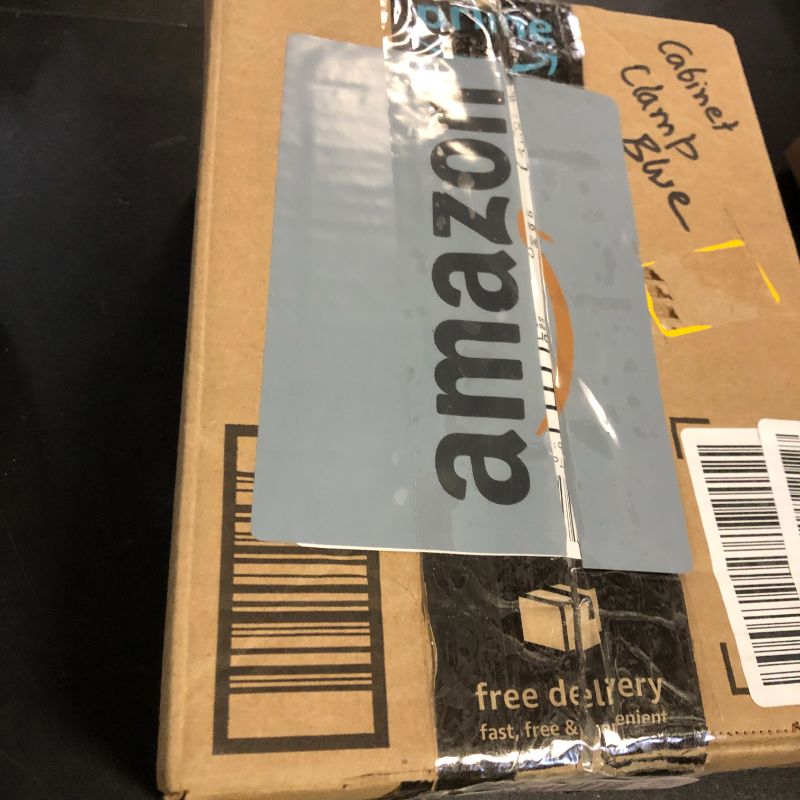 prime
Cabinet
Clamp
Blue
amazon
free delivery
fast, free &